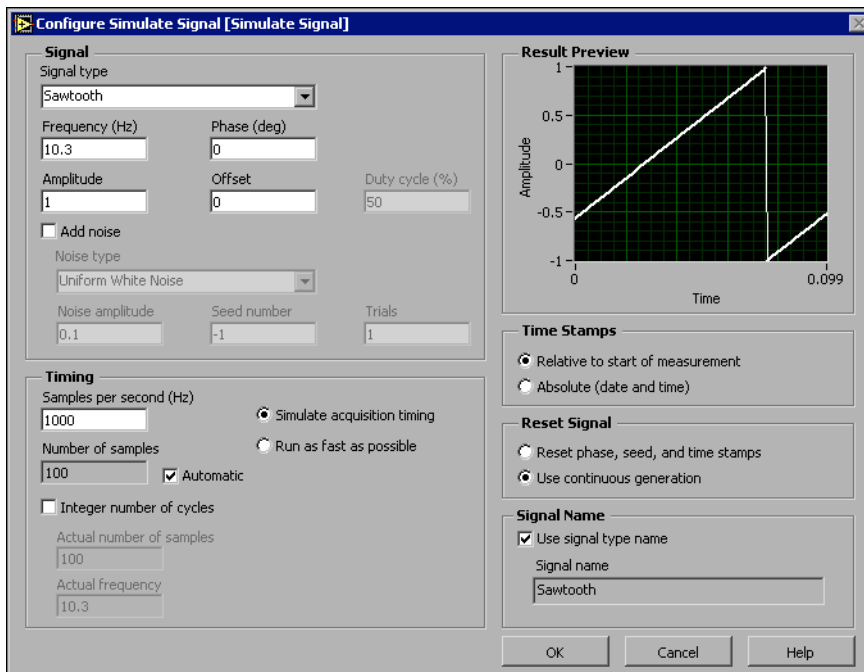 Configure Simulate Signal [Simulate Signal]
Signal
Signal type
Sawtooth
Frequency (Hz)
Phase (deg)
10.3
0
Amplitude
Offset
Duty cycle (%)
1
0
50
Add noise
Noise type
Uniform White Noise
Noise amplitude
Seed number
Trials
0.1
-1
1
Timing
Samples per second (Hz)
1000
Simulate acquisition timing
Run as fast as possible
Number of samples
100
Automatic
Integer number of cycles
Actual number of samples
100
Actual frequency
10.3
Result Preview
Amplitude
1
0.5
0
-0.5
-1
0
0.099
Time
Time Stamps
Relative to start of measurement
Absolute (date and time)
Reset Signal
Reset phase, seed, and time stamps
Use continuous generation
Signal Name
Use signal type name
Signal name
Sawtooth
OK
Cancel
Help